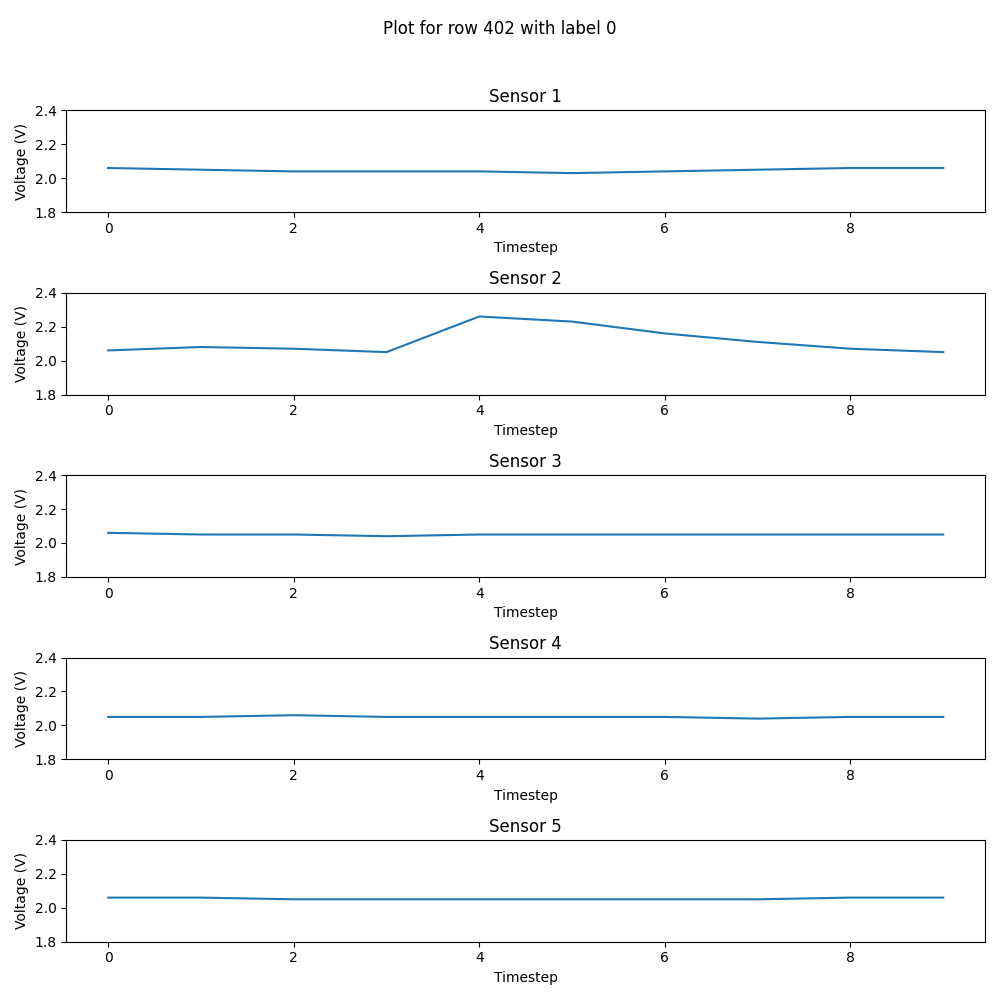 Plot for row 402 with label 0
Sensor 1
2.4
2.2
2.0
1.8
Voltage (V)
0 2 4 6 8
Timestep
Sensor 2
2.4
2.2
2.0
1.8
Voltage (V)
0 2 4 6 8
Timestep
Sensor 3
2.4
2.2
2.0
1.8
Voltage (V)
0 2 4 6 8
Timestep
Sensor 4
2.4
2.2
2.0
1.8
Voltage (V)
0 2 4 6 8
Timestep
Sensor 5
2.4
2.2
2.0
1.8
Voltage (V)
0 2 4 6 8
Timestep